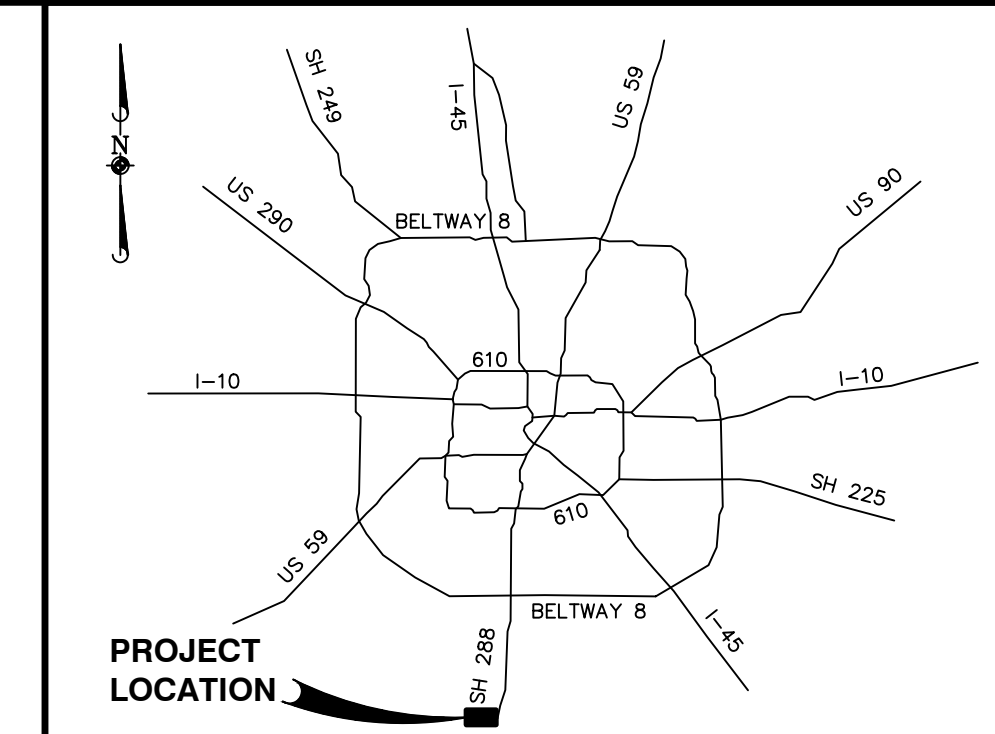 SH 249
I-45
US 59
N
US 290
US 90
BELTWAY 8
610
I-10
I-10
SH 225
610
US 59
BELTWAY 8
I-45
SH 288
PROJECT
LOCATION